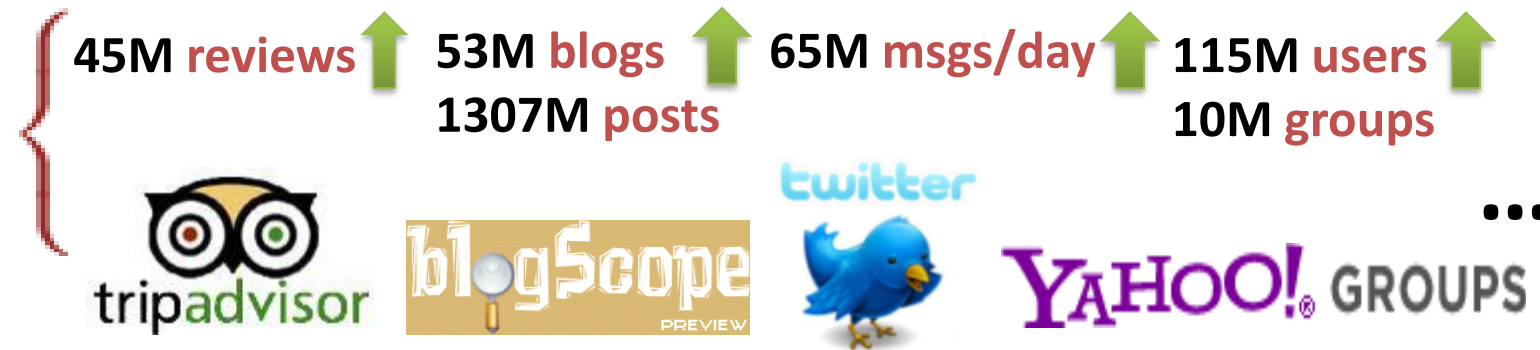 45M reviews
53M blogs
1307M posts
65M msgs/day
115M users
10M groups
tripadvisor
blogScope
PREVIEW
twitter
YAHOO!® GROUPS
...